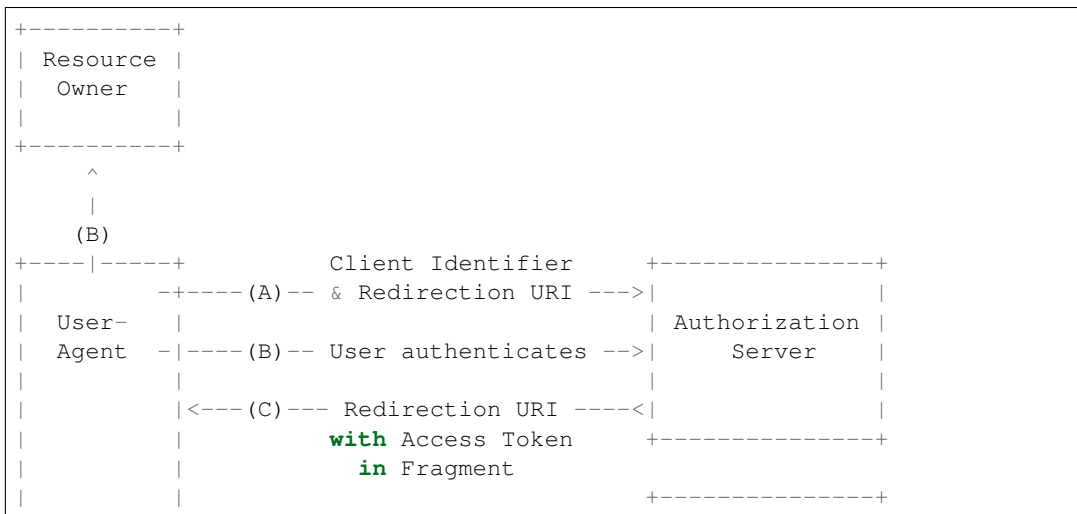 +----------+
| Resource |
|  Owner   |
|          |
+----------+
     ^
     |
    (B)
+----|-----+          Client Identifier     +---------------+
|         -+----(A)-- & Redirection URI --->|               |
|  User-   |                                | Authorization |
|  Agent  -|----(B)-- User authenticates -->|     Server    |
|          |                                |               |
|          |<---(C)--- Redirection URI ----<|               |
|          |          with Access Token     +---------------+
|          |            in Fragment
|          |                                +---------------+